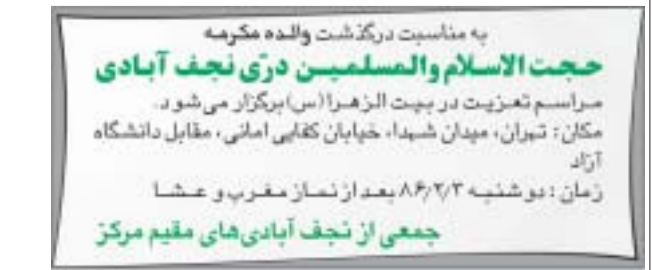 به مناسبت درگذشت والده مکرمه
حجت الاسلام والمسلمین درّی نجف آبادی
مراسم تعزیت در بیت الزهرا (س) برگزار می‌شود.
مکان: تهران، میدان شهدا، خیابان کفایی امانی، مقابل دانشگاه
آزاد
زمان: دوشنبه ۸۶/۲/۳ بعد از نماز مغرب و عشا
جمعی از نجف آبادی‌های مقیم مرکز